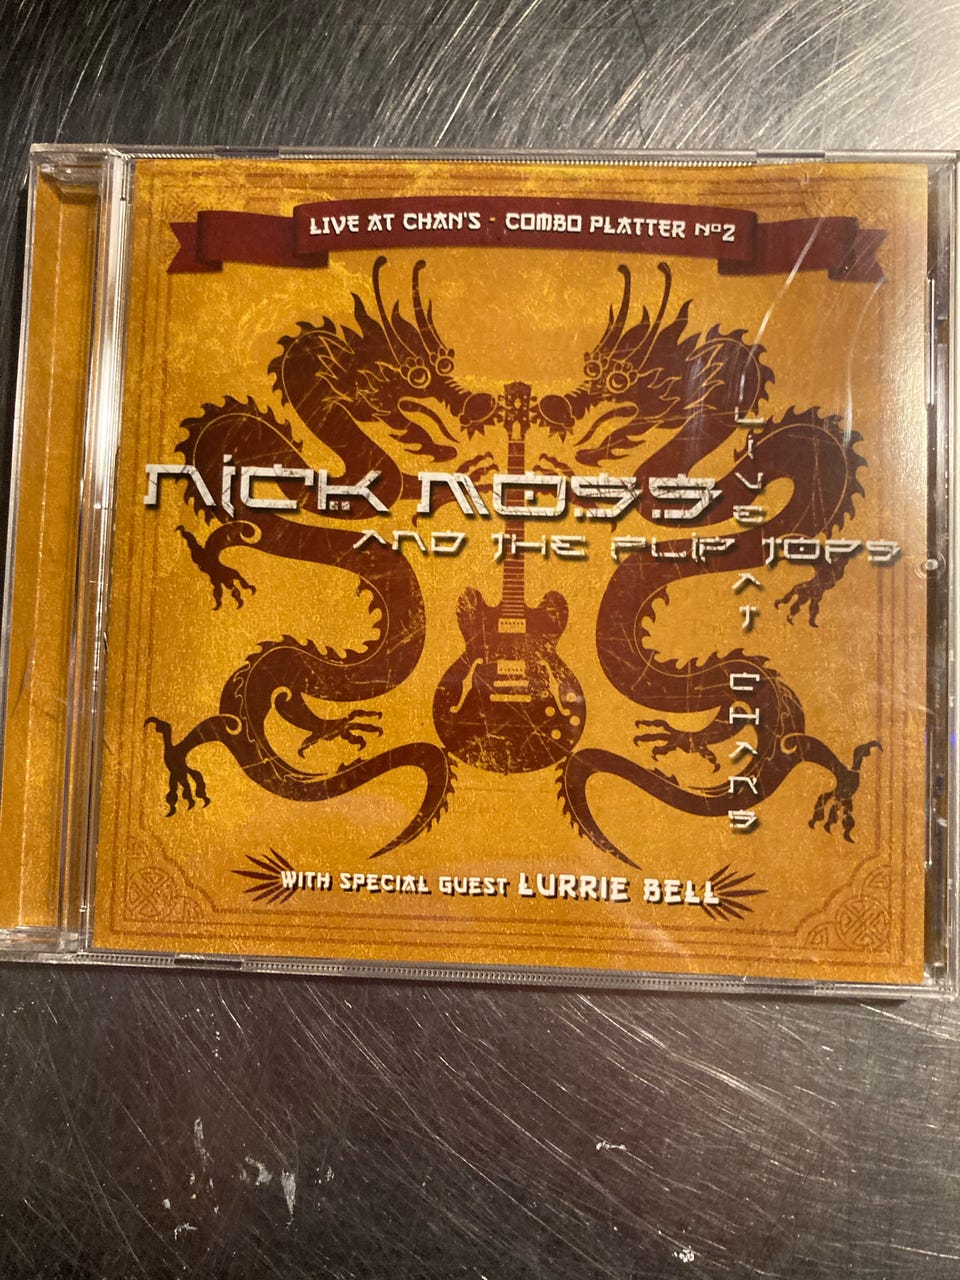 LIVE AT CHAN'S - COMBO PLATTER Nº2
NICK MOSS
AND THE FLIP TOPS
LIVE AT CHANS
WITH SPECIAL GUEST LURRIE BELL